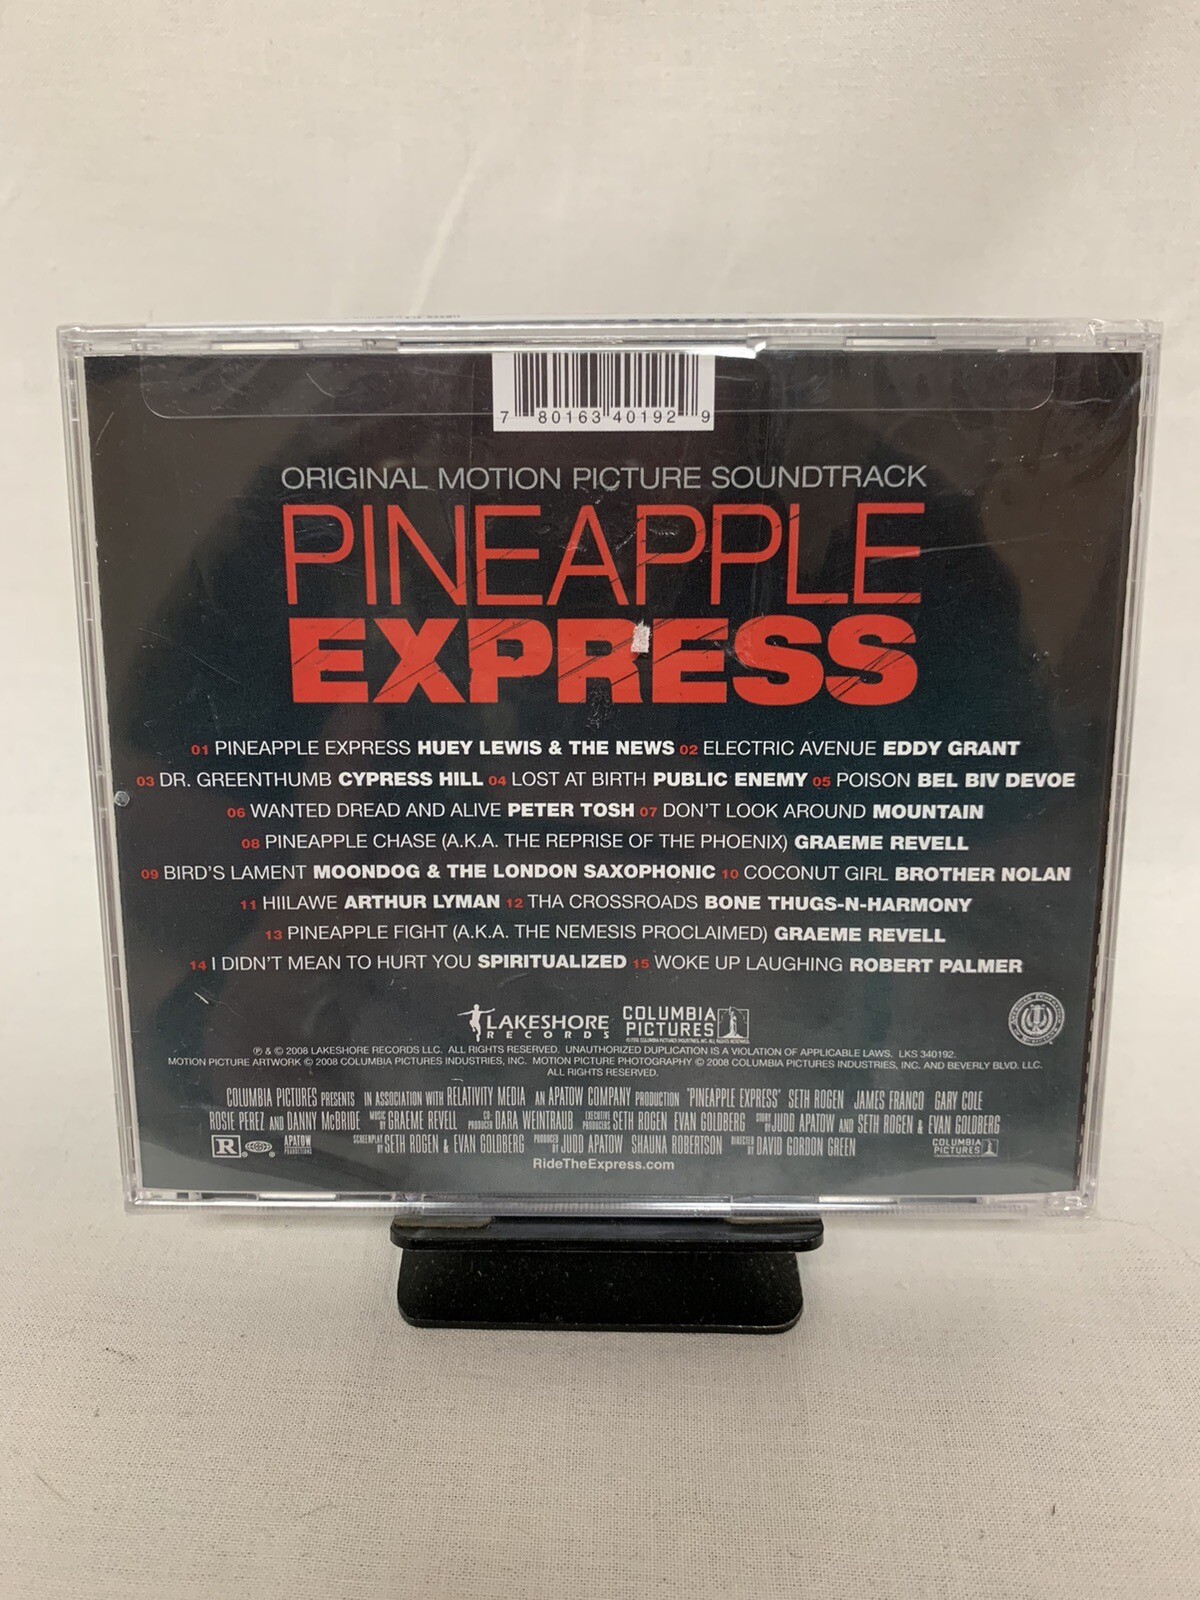 7 80163 40192 9
ORIGINAL MOTION PICTURE SOUNDTRACK
PINEAPPLE
EXPRESS
01 PINEAPPLE EXPRESS HUEY LEWIS & THE NEWS 02 ELECTRIC AVENUE EDDY GRANT
03 DR. GREENTHUMB CYPRESS HILL 04 LOST AT BIRTH PUBLIC ENEMY 05 POISON BEL BIV DEVOE
06 WANTED DREAD AND ALIVE PETER TOSH 07 DON'T LOOK AROUND MOUNTAIN
08 PINEAPPLE CHASE (A.K.A. THE REPRISE OF THE PHOENIX) GRAEME REVELL
09 BIRD'S LAMENT MOONDOG & THE LONDON SAXOPHONIC 10 COCONUT GIRL BROTHER NOLAN
11 HIILAWE ARTHUR LYMAN 12 THA CROSSROADS BONE THUGS-N-HARMONY
13 PINEAPPLE FIGHT (A.K.A. THE NEMESIS PROCLAIMED) GRAEME REVELL
14 I DIDN'T MEAN TO HURT YOU SPIRITUALIZED 15 WOKE UP LAUGHING ROBERT PALMER
LAKESHORE
RECORDS
COLUMBIA
PICTURES
℗ & © 2008 LAKESHORE RECORDS LLC. ALL RIGHTS RESERVED. UNAUTHORIZED DUPLICATION IS A VIOLATION OF APPLICABLE LAWS. LKS 340192.
MOTION PICTURE ARTWORK © 2008 COLUMBIA PICTURES INDUSTRIES, INC. MOTION PICTURE PHOTOGRAPHY © 2008 COLUMBIA PICTURES INDUSTRIES, INC. AND BEVERLY BLVD. LLC.
ALL RIGHTS RESERVED.
COLUMBIA PICTURES PRESENTS IN ASSOCIATION WITH RELATIVITY MEDIA AN APATOW COMPANY PRODUCTION "PINEAPPLE EXPRESS" SETH ROGEN JAMES FRANCO GARY COLE
ROSIE PEREZ AND DANNY McBRIDE MUSIC BY GRAEME REVELL CO-PRODUCER DARA WEINTRAUB EXECUTIVE PRODUCERS SETH ROGEN EVAN GOLDBERG STORY BY JUDD APATOW AND SETH ROGEN & EVAN GOLDBERG
R APATOW PRODUCTIONS SCREENPLAY BY SETH ROGEN & EVAN GOLDBERG PRODUCED BY JUDD APATOW SHAUNA ROBERTSON DIRECTED BY DAVID GORDON GREEN COLUMBIA PICTURES
RideTheExpress.com